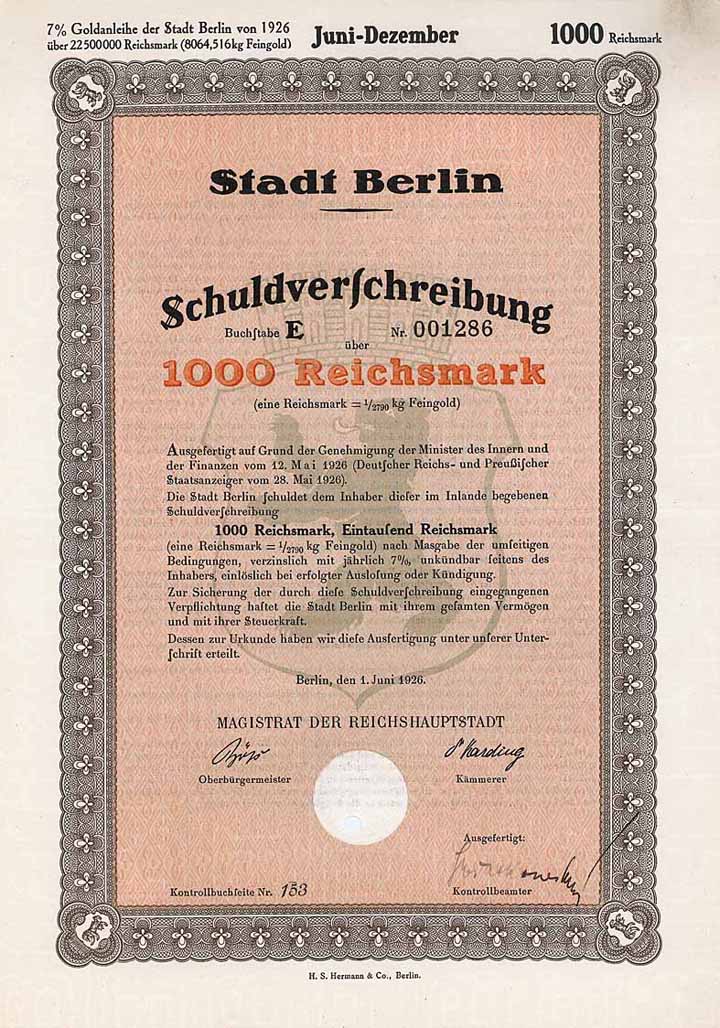 7% Goldanleihe der Stadt Berlin von 1926
über 22 500 000 Reichsmark (8064,516 kg Feingold)
Juni-Dezember
1000 Reichsmark
Stadt Berlin
Schuldverſchreibung
Buchſtabe E Nr. 001286
über
1000 Reichsmark
(eine Reichsmark = 1/2790 kg Feingold)
Ausgefertigt auf Grund der Genehmigung der Minister des Innern und
der Finanzen vom 12. Mai 1926 (Deutſcher Reichs- und Preußiſcher
Staatsanzeiger vom 28. Mai 1926).
Die Stadt Berlin ſchuldet dem Inhaber dieſer im Inlande begebenen
Schuldverſchreibung
1000 Reichsmark, Eintauſend Reichsmark
(eine Reichsmark = 1/2790 kg Feingold) nach Masgabe der umſeitigen
Bedingungen, verzinslich mit jährlich 7%, unkündbar ſeitens des
Inhabers, einlöslich bei erfolgter Ausloſung oder Kündigung.
Zur Sicherung der durch dieſe Schuldverſchreibung eingegangenen
Verpflichtung haftet die Stadt Berlin mit ihrem geſamten Vermögen
und mit ihrer Steuerkraft.
Dessen zur Urkunde haben wir dieſe Ausfertigung unter unſerer Unter-
ſchrift erteilt.
Berlin, den 1. Juni 1926.
MAGISTRAT DER REICHSHAUPTSTADT
Böß
Harding
Oberbürgermeister
Kämmerer
Ausgefertigt:
Kontrollbuchſeite Nr. 153
Kontrollbeamter
H. S. Hermann & Co., Berlin.